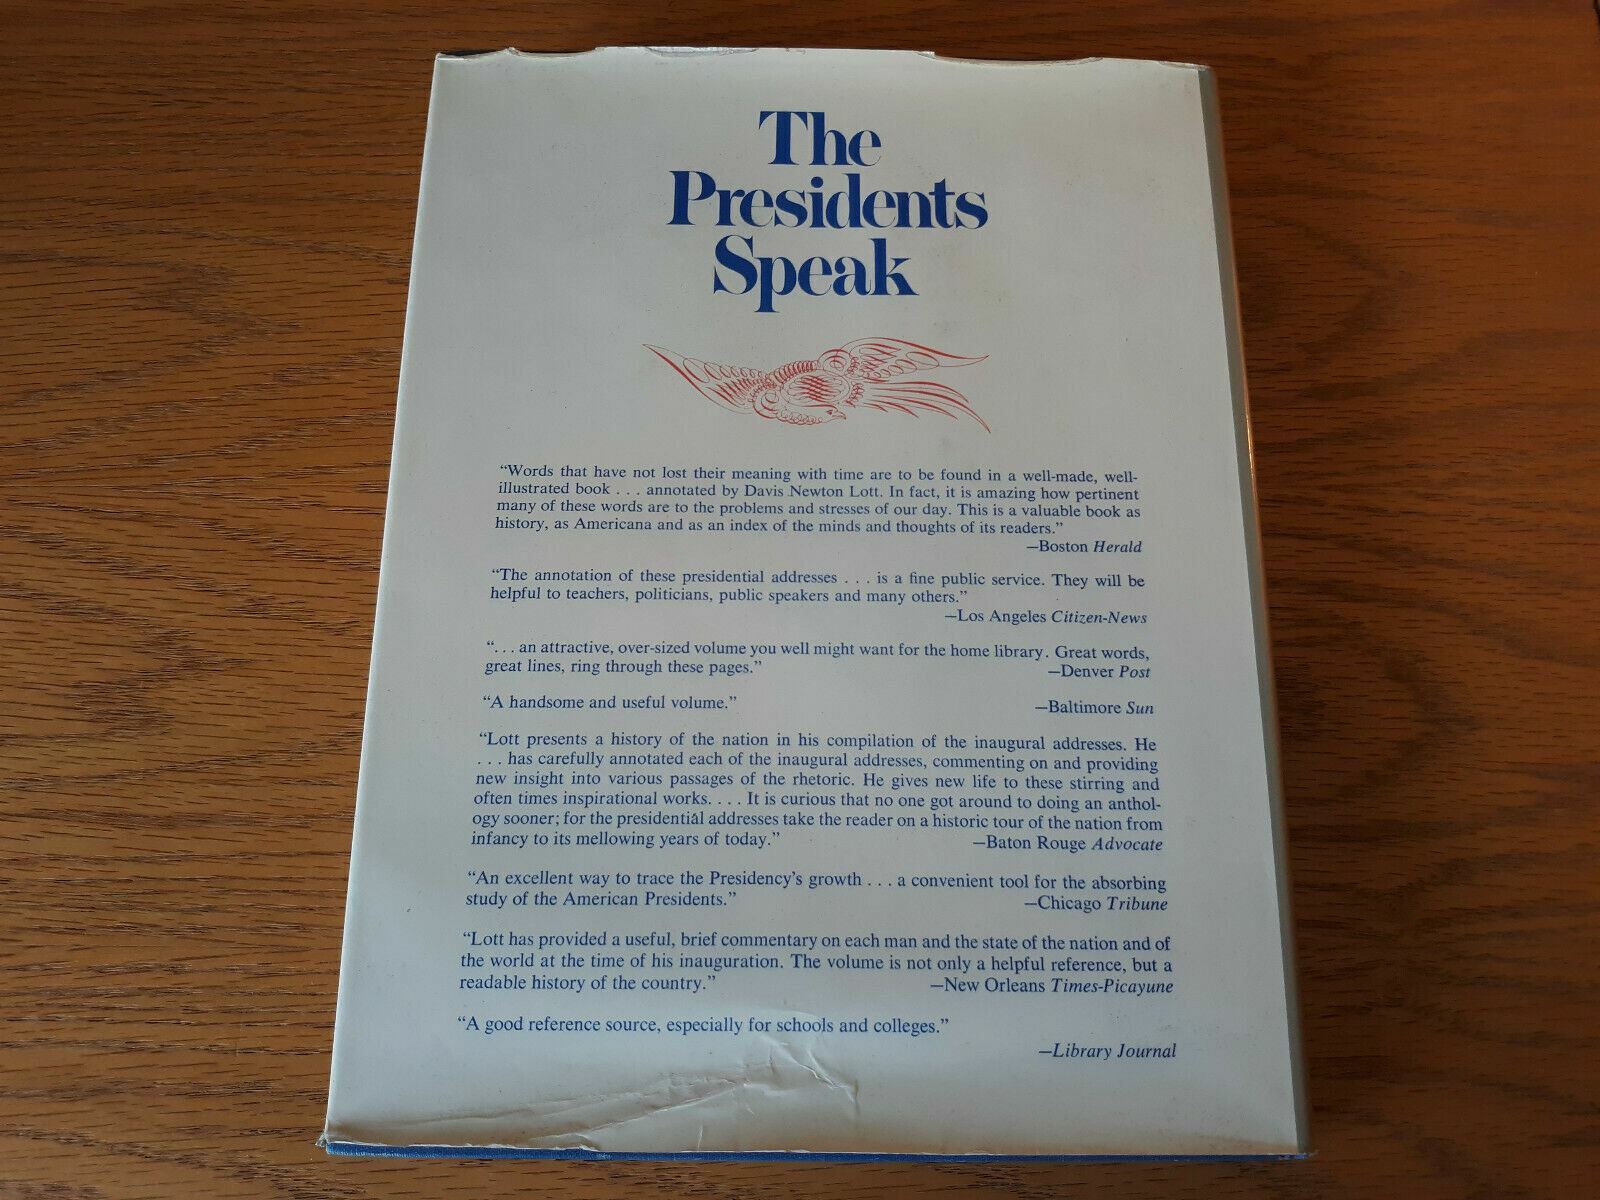 The
Presidents
Speak
“Words that have not lost their meaning with time are to be found in a well-made, well-
illustrated book . . . annotated by Davis Newton Lott. In fact, it is amazing how pertinent
many of these words are to the problems and stresses of our day. This is a valuable book as
history, as Americana and as an index of the minds and thoughts of its readers.”
—Boston Herald
“The annotation of these presidential addresses . . . is a fine public service. They will be
helpful to teachers, politicians, public speakers and many others.”
—Los Angeles Citizen-News
“. . . an attractive, over-sized volume you well might want for the home library. Great words,
great lines, ring through these pages.” —Denver Post
“A handsome and useful volume.” —Baltimore Sun
“Lott presents a history of the nation in his compilation of the inaugural addresses. He
. . . has carefully annotated each of the inaugural addresses, commenting on and providing
new insight into various passages of the rhetoric. He gives new life to these stirring and
often times inspirational works. . . . It is curious that no one got around to doing an anthol-
ogy sooner; for the presidential addresses take the reader on a historic tour of the nation from
infancy to its mellowing years of today.” —Baton Rouge Advocate
“An excellent way to trace the Presidency’s growth . . . a convenient tool for the absorbing
study of the American Presidents.” —Chicago Tribune
“Lott has provided a useful, brief commentary on each man and the state of the nation and of
the world at the time of his inauguration. The volume is not only a helpful reference, but a
readable history of the country.” —New Orleans Times-Picayune
“A good reference source, especially for schools and colleges.”
—Library Journal